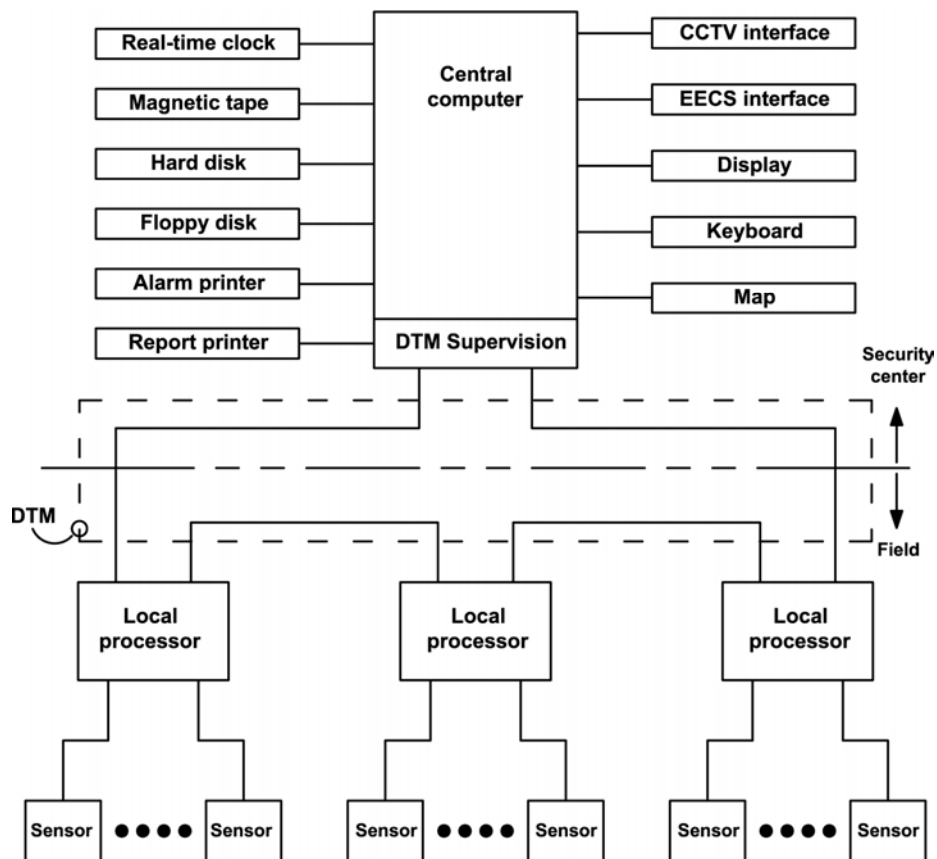 Real-time clock
Magnetic tape
Hard disk
Floppy disk
Alarm printer
Report printer
Central
computer
DTM Supervision
CCTV interface
EECS interface
Display
Keyboard
Map
Security
center
DTM
Field
Local
processor
Local
processor
Local
processor
Sensor
Sensor
Sensor
Sensor
Sensor
Sensor